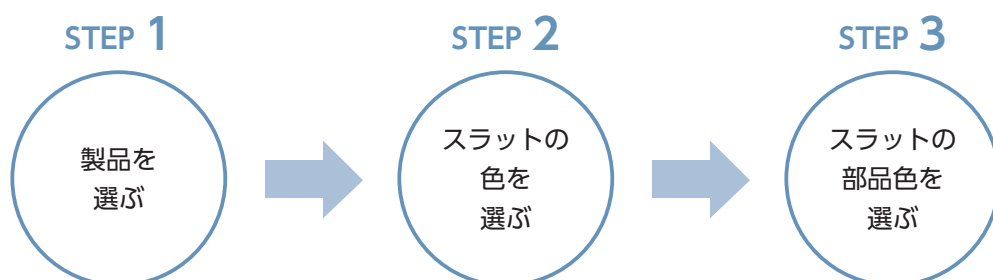 STEP 1
製品を
選ぶ
STEP 2
スラットの
色を
選ぶ
STEP 3
スラットの
部品色を
選ぶ